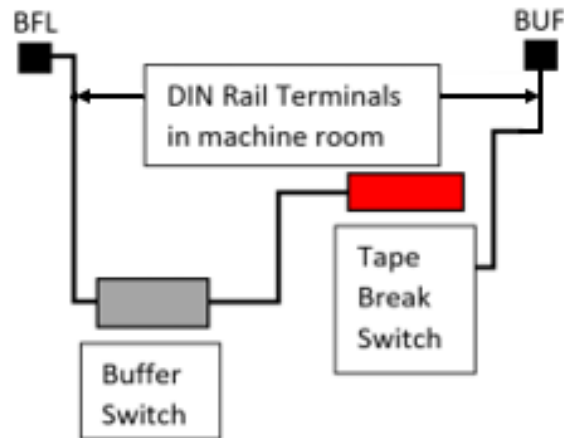 BFL
BUF
DIN Rail Terminals
in machine room
Tape
Break
Switch
Buffer
Switch